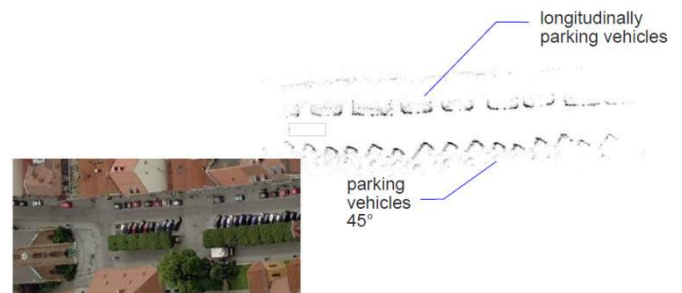 longitudinally
parking vehicles
parking
vehicles
45°